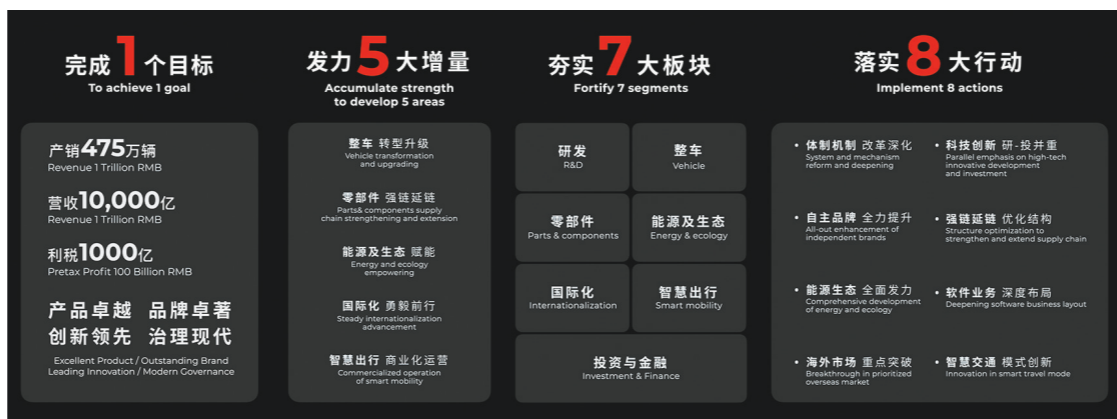 完成1个目标
To achieve 1 goal
产销475万辆
Revenue 1 Trillion RMB
营收10,000亿
Revenue 1 Trillion RMB
利税1000亿
Pretax Profit 100 Billion RMB
产品卓越 品牌卓著
创新领先 治理现代
Excellent Product / Outstanding Brand
Leading Innovation / Modern Governance
发力5大增量
Accumulate strength
to develop 5 areas
整车 转型升级
Vehicle transformation
and upgrading
零部件 强链延链
Parts& components supply
chain strengthening and extension
能源及生态 赋能
Energy and ecology
empowering
国际化 勇毅前行
Steady internationalization
advancement
智慧出行 商业化运营
Commercialized operation
of smart mobility
夯实7大板块
Fortify 7 segments
研发
R&D
整车
Vehicle
零部件
Parts & components
能源及生态
Energy & ecology
国际化
Internationalization
智慧出行
Smart mobility
投资与金融
Investment & Finance
落实8大行动
Implement 8 actions
• 体制机制 改革深化
System and mechanism
reform and deepening
• 科技创新 研-投并重
Parallel emphasis on high-tech
innovative development
and investment
• 自主品牌 全力提升
All-out enhancement of
independent brands
• 强链延链 优化结构
Structure optimization to
strengthen and extend supply chain
• 能源生态 全面发力
Comprehensive development
of energy and ecology
• 软件业务 深度布局
Deepening software business layout
• 海外市场 重点突破
Breakthrough in prioritized
overseas market
• 智慧交通 模式创新
Innovation in smart travel mode